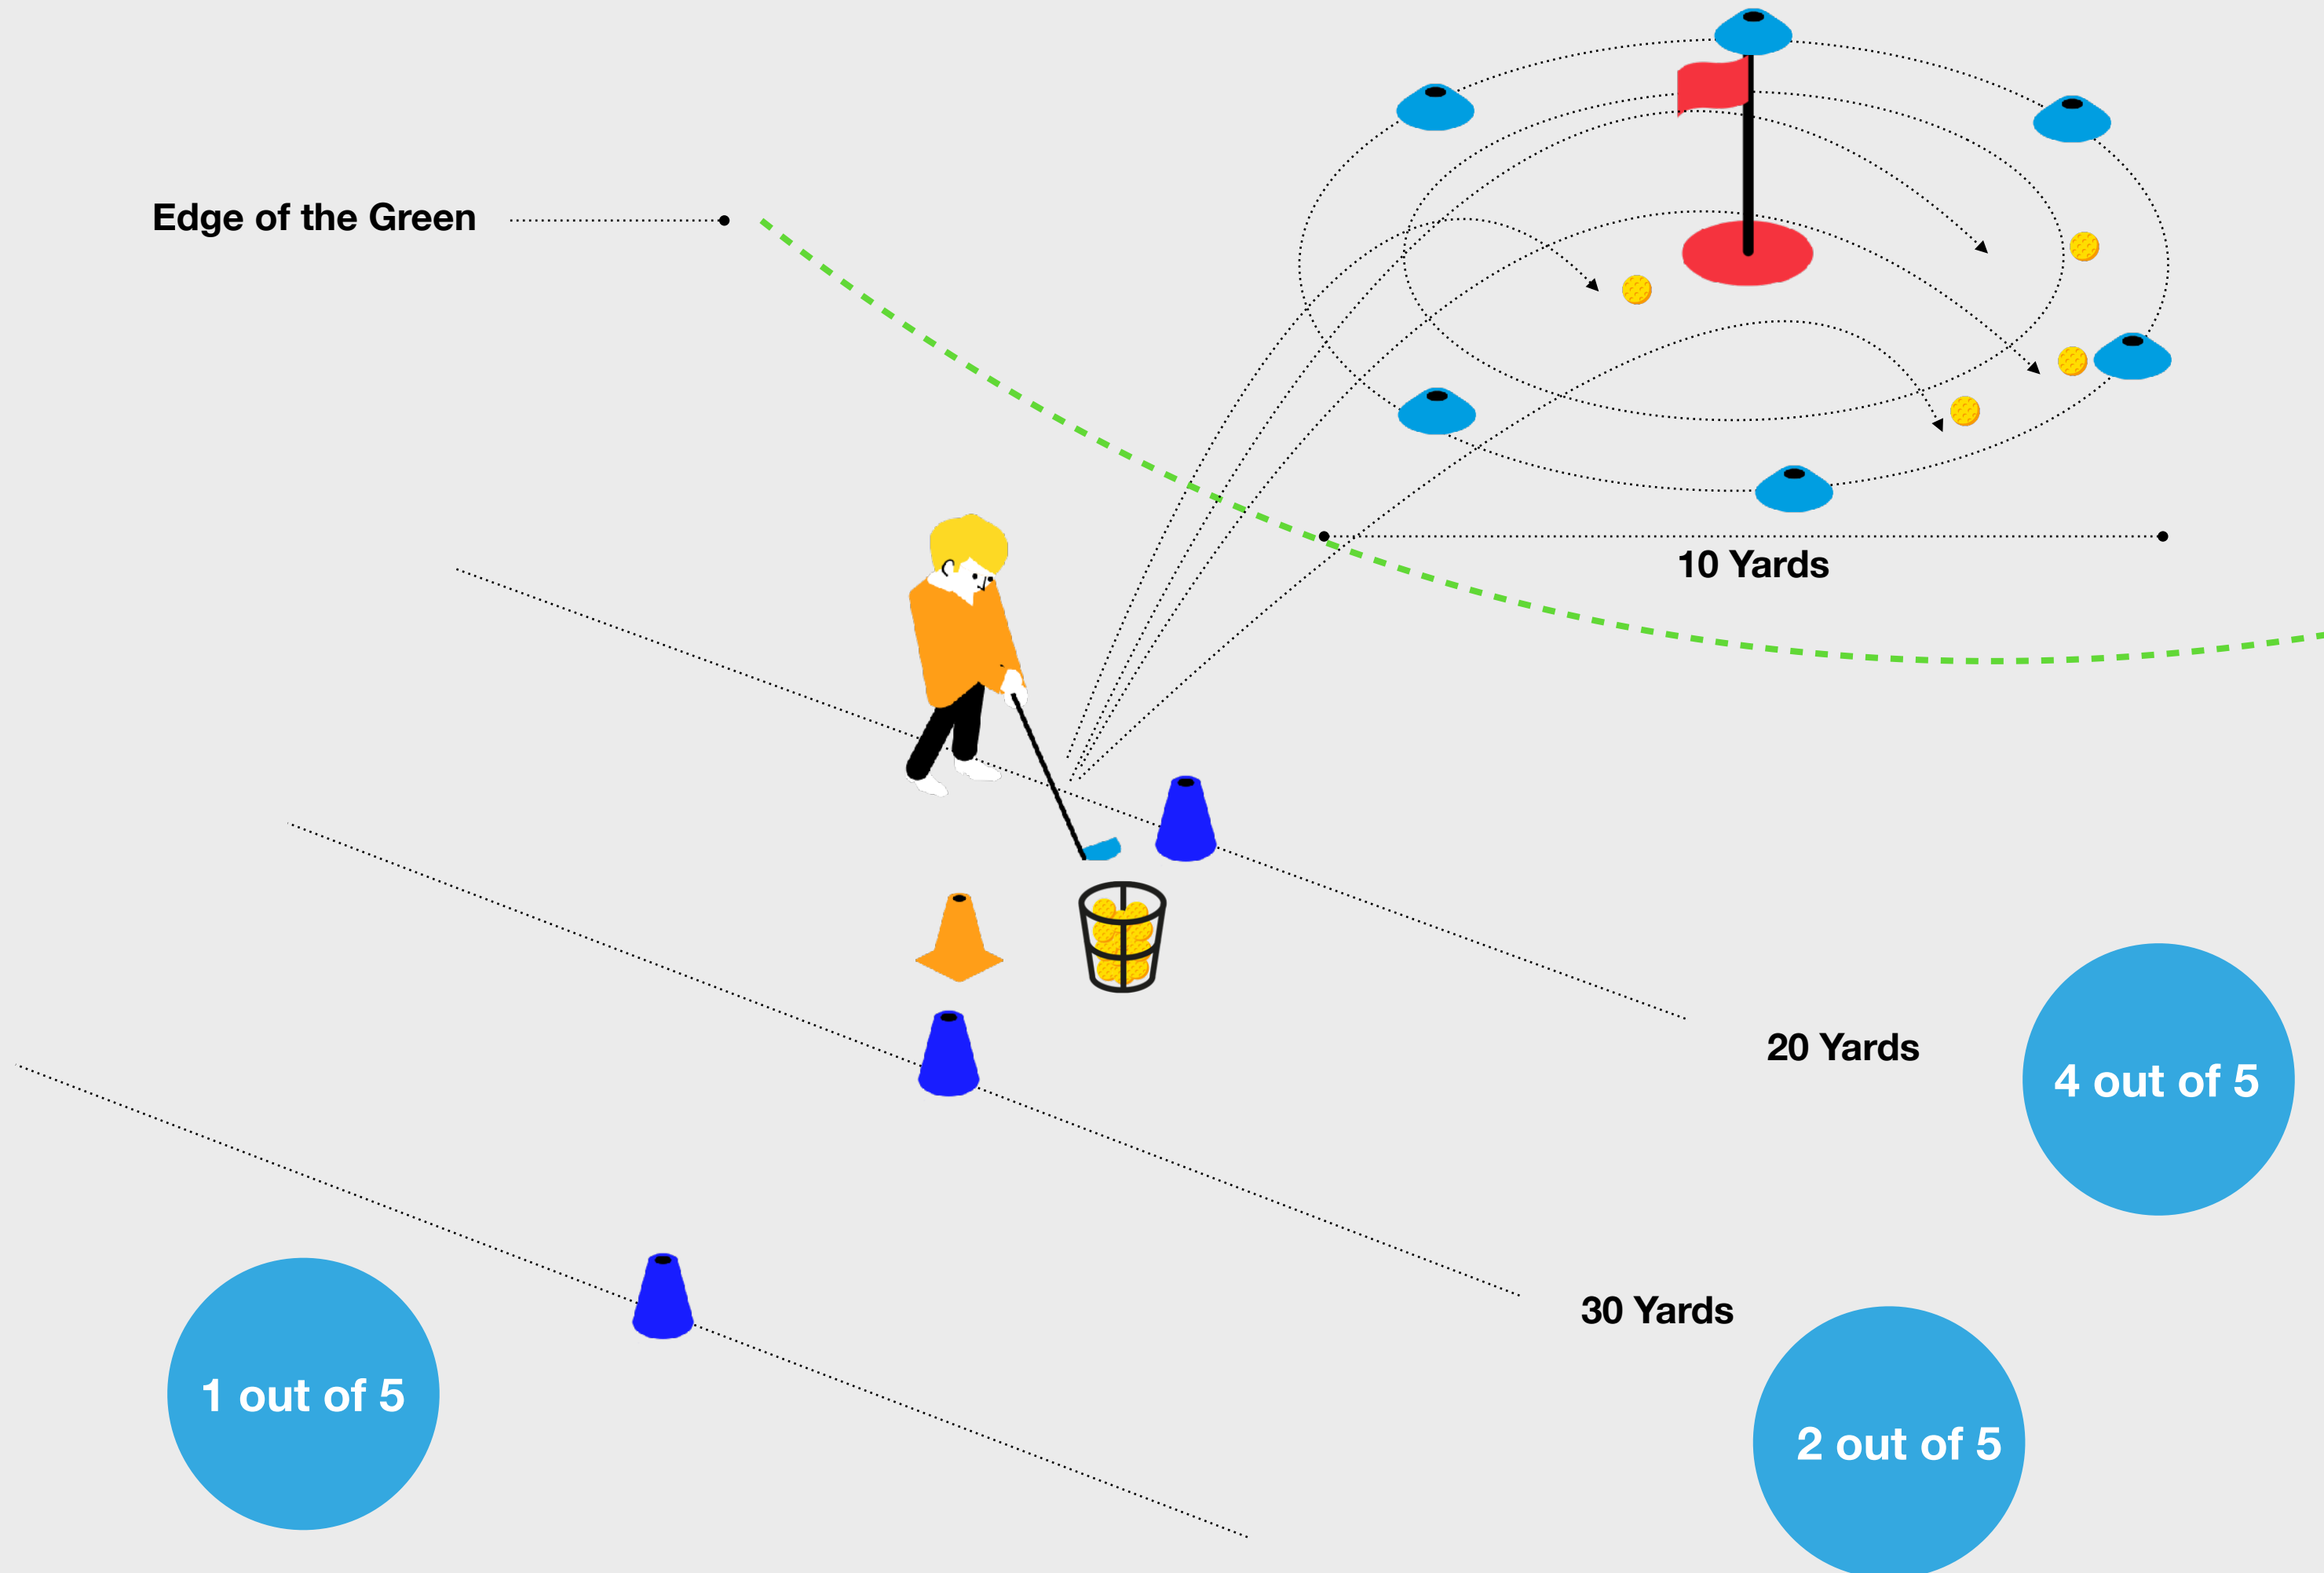 Edge of the Green
10 Yards
20 Yards
4 out of 5
30 Yards
1 out of 5
2 out of 5